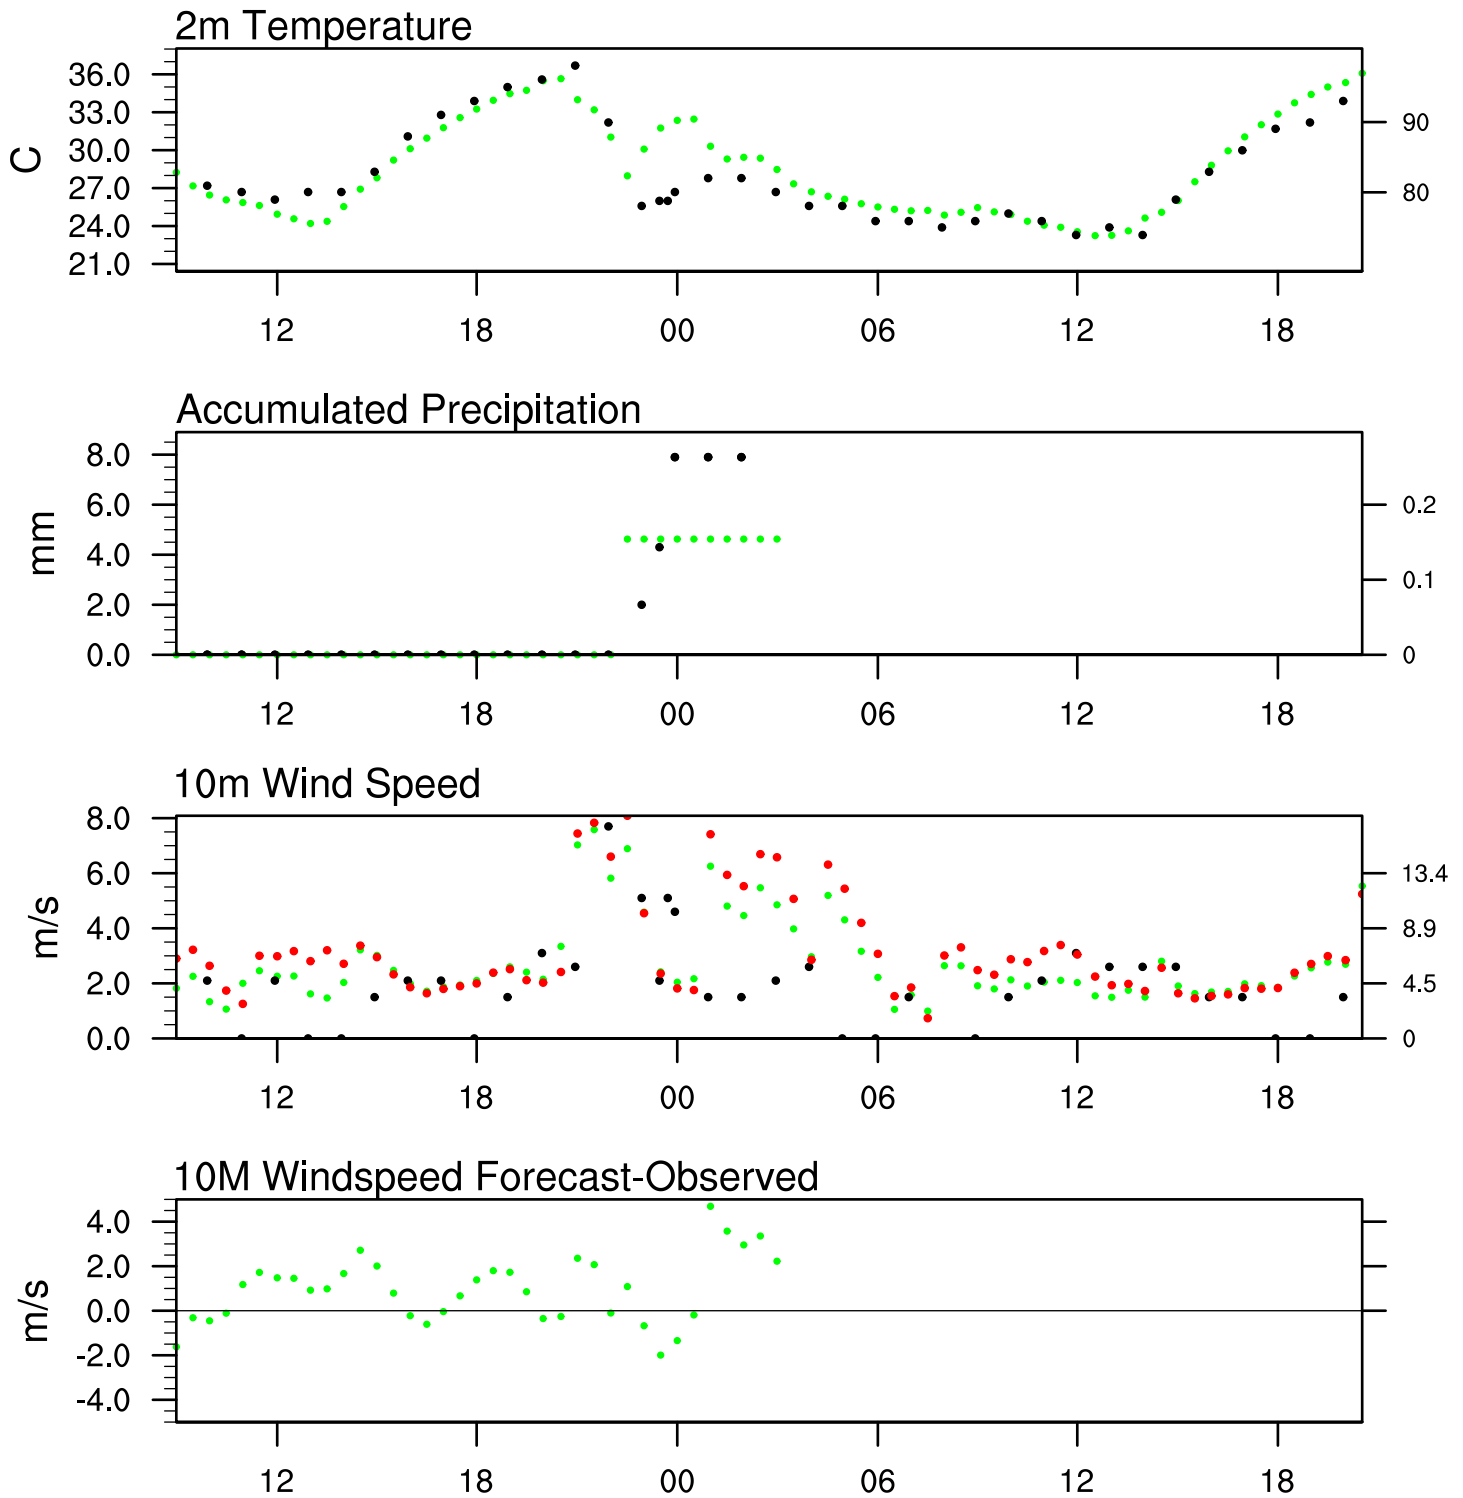 2m Temperature
36.0
33.0
30.0
27.0
24.0
21.0
C
90
80
12 18 00 06 12 18
Accumulated Precipitation
8.0
6.0
4.0
2.0
0.0
mm
0.2
0.1
0
12 18 00 06 12 18
10m Wind Speed
8.0
6.0
4.0
2.0
0.0
m/s
13.4
8.9
4.5
0
12 18 00 06 12 18
10M Windspeed Forecast-Observed
4.0
2.0
0.0
-2.0
-4.0
m/s
12 18 00 06 12 18